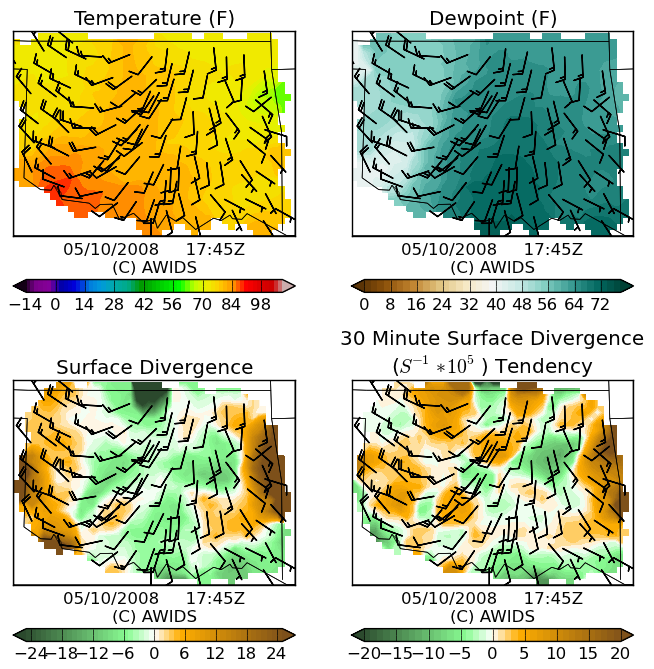 Temperature (F)
Dewpoint (F)
05/10/2008 17:45Z
(C) AWIDS
05/10/2008 17:45Z
(C) AWIDS
−14 0 14 28 42 56 70 84 98
0 8 16 24 32 40 48 56 64 72
Surface Divergence
30 Minute Surface Divergence
(S⁻¹ *10⁵ ) Tendency
05/10/2008 17:45Z
(C) AWIDS
05/10/2008 17:45Z
(C) AWIDS
−24 −18 −12 −6 0 6 12 18 24
−20 −15 −10 −5 0 5 10 15 20